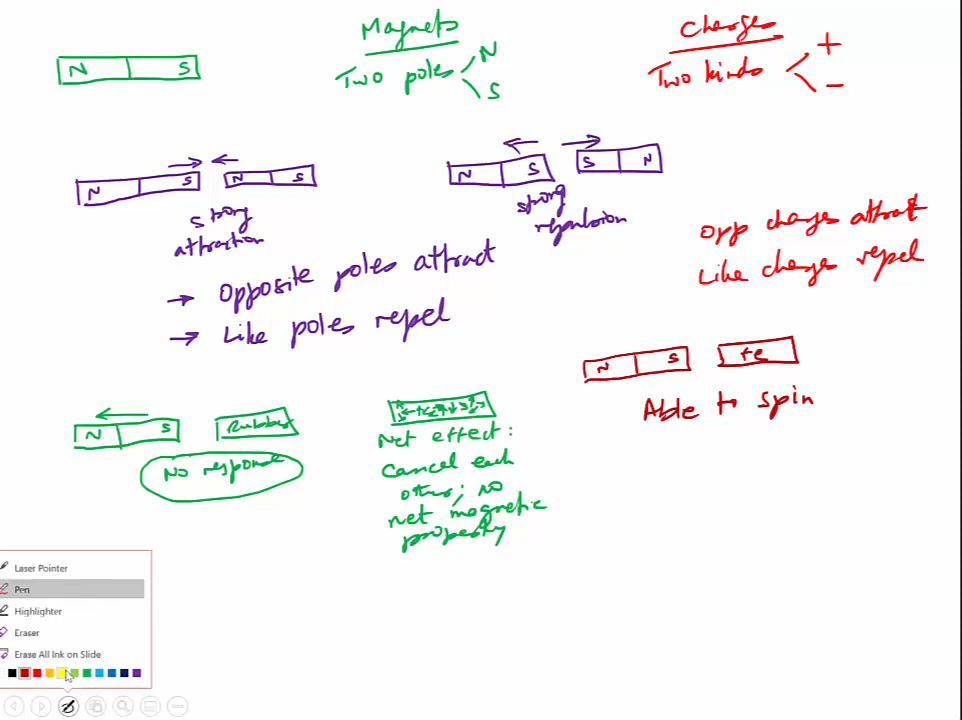 Magnets
Two poles N
S
Charges
Two kinds +
-
N S
N S
N S
strong
attraction
N S
S N
strong
repulsion
→ Opposite poles attract
→ Like poles repel
Opp charges attract
Like charges repel
N S
Fe
Able to spin
N S
Rubber
No response
Net effect:
Cancel each
other; no
net magnetic
property
Laser Pointer
Pen
Highlighter
Eraser
Erase All Ink on Slide